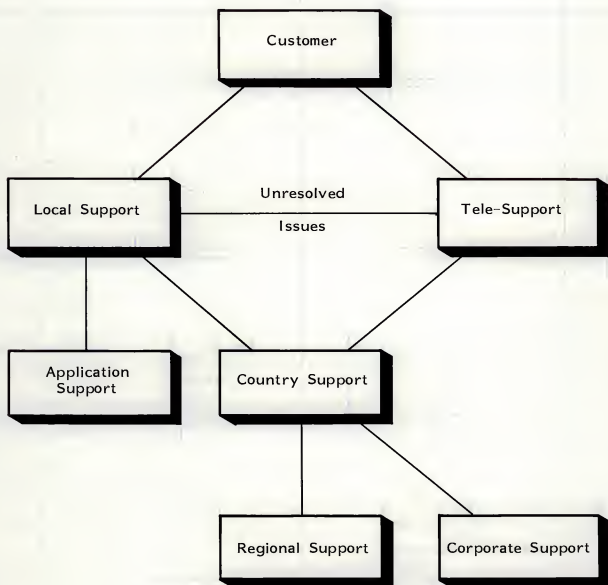 Customer
Local Support
Unresolved
Issues
Tele-Support
Application
Support
Country Support
Regional Support
Corporate Support